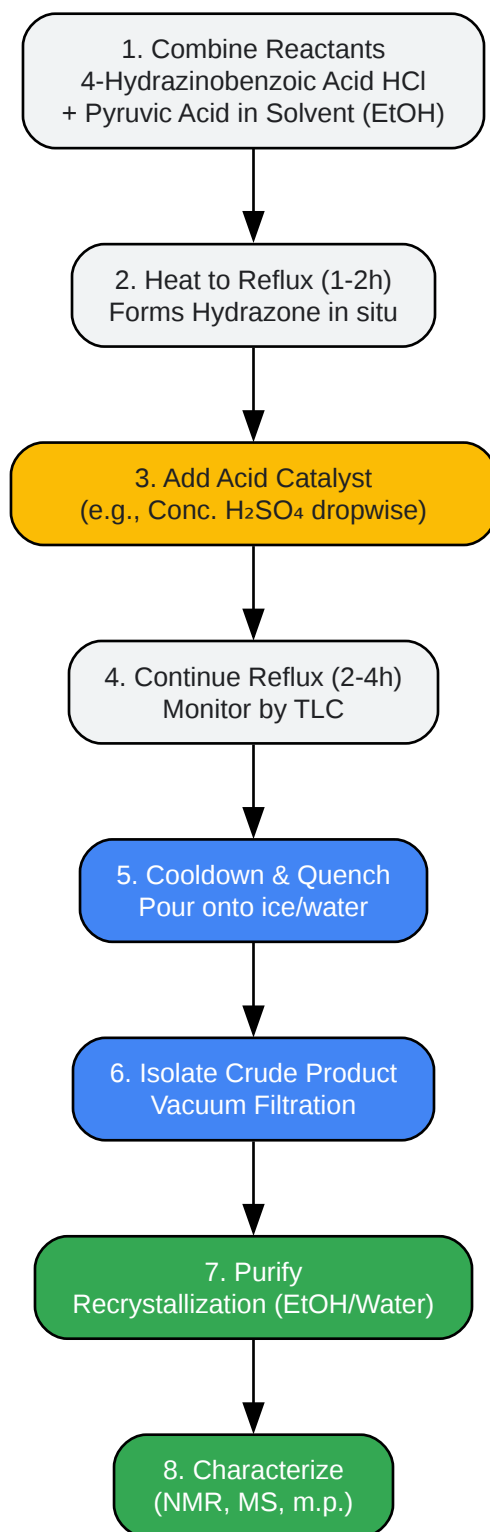 1. Combine Reactants
4-Hydrazinobenzoic Acid HCl
+ Pyruvic Acid in Solvent (EtOH)
2. Heat to Reflux (1-2h)
Forms Hydrazone in situ
3. Add Acid Catalyst
(e.g., Conc. H₂SO₄ dropwise)
4. Continue Reflux (2-4h)
Monitor by TLC
5. Cooldown & Quench
Pour onto ice/water
6. Isolate Crude Product
Vacuum Filtration
7. Purify
Recrystallization (EtOH/Water)
8. Characterize
(NMR, MS, m.p.)